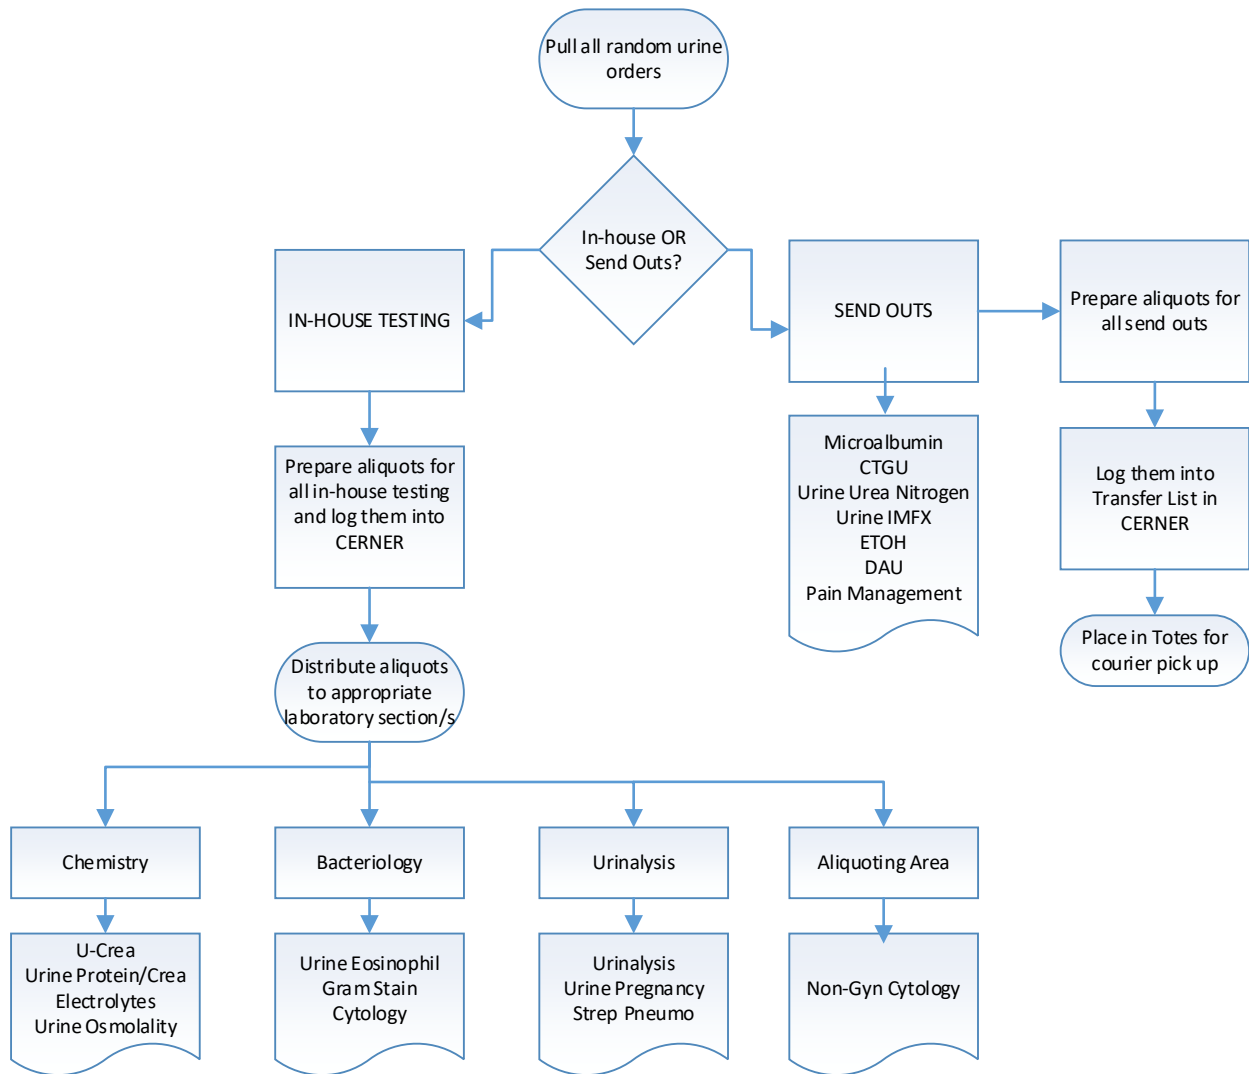 Pull all random urine
orders
In-house OR
Send Outs?
IN-HOUSE TESTING
SEND OUTS
Prepare aliquots for
all send outs
Prepare aliquots for
all in-house testing
and log them into
CERNER
Microalbumin
CTGU
Urine Urea Nitrogen
Urine IMFX
ETOH
DAU
Pain Management
Log them into
Transfer List in
CERNER
Distribute aliquots
to appropriate
laboratory section/s
Place in Totes for
courier pick up
Chemistry
Bacteriology
Urinalysis
Aliquoting Area
U-Crea
Urine Protein/Crea
Electrolytes
Urine Osmolality
Urine Eosinophil
Gram Stain
Cytology
Urinalysis
Urine Pregnancy
Strep Pneumo
Non-Gyn Cytology